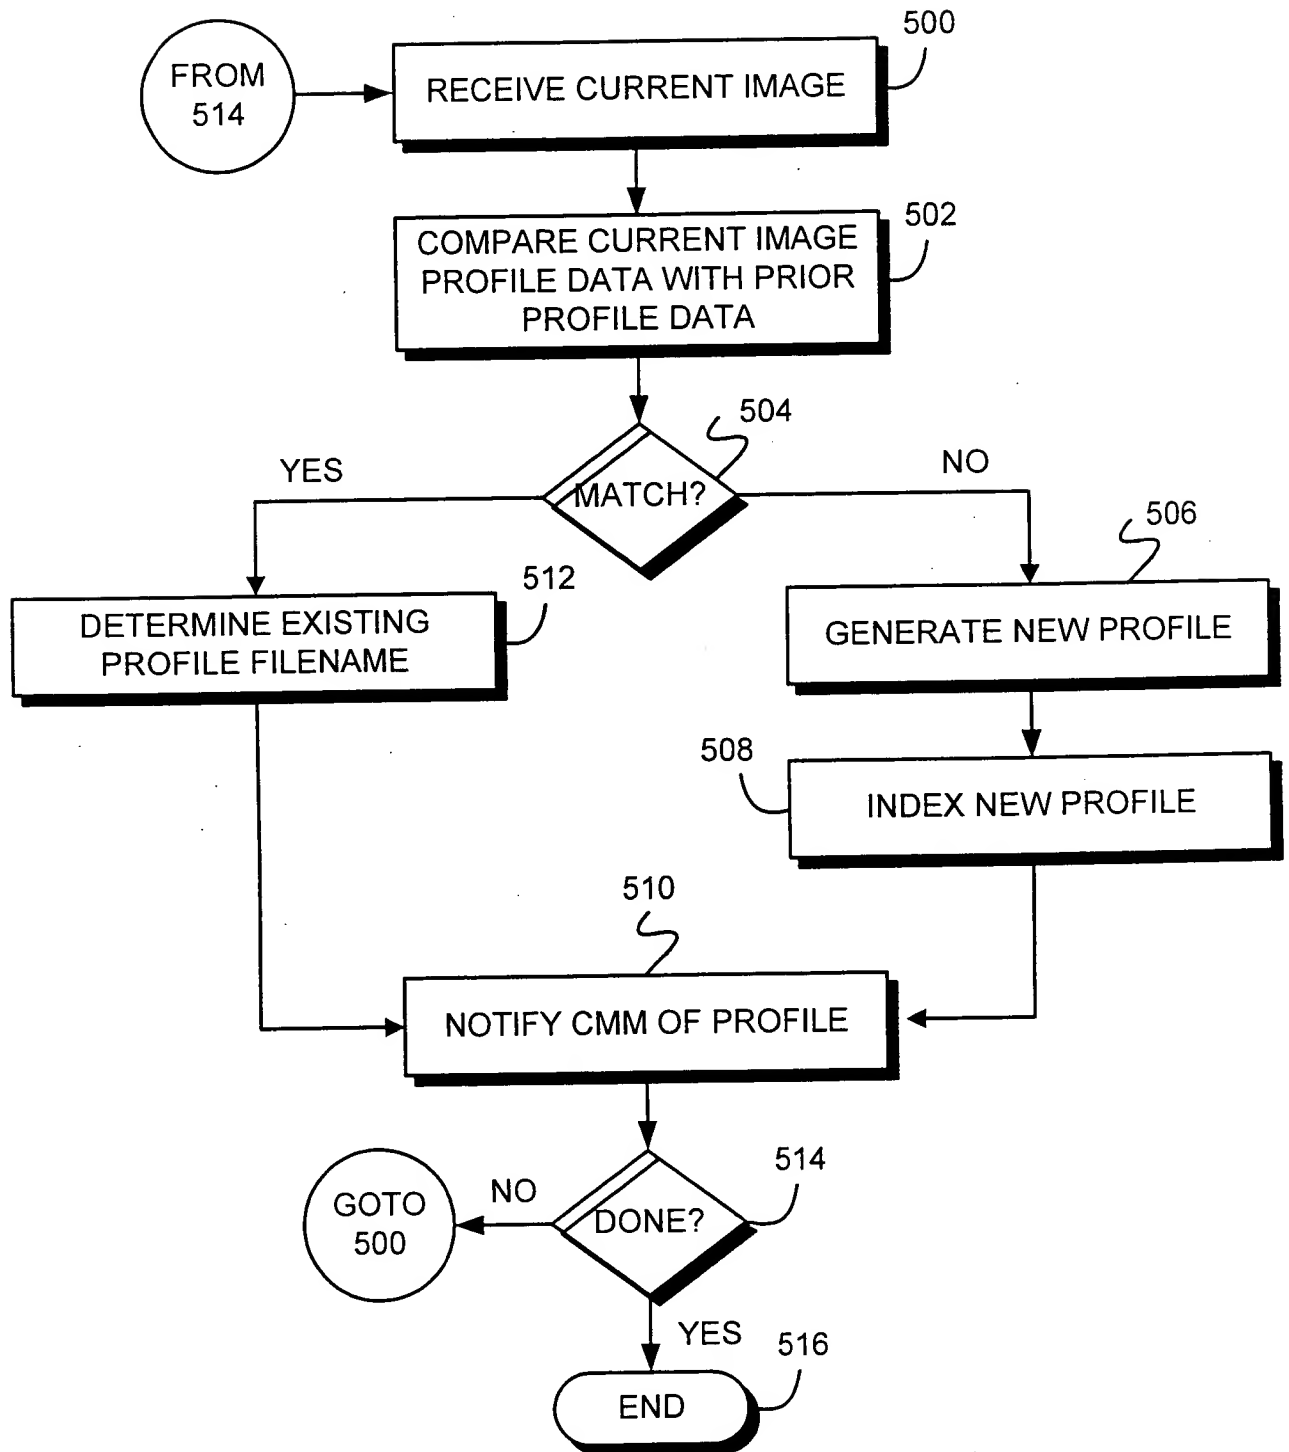 500
FROM
514
RECEIVE CURRENT IMAGE
502
COMPARE CURRENT IMAGE
PROFILE DATA WITH PRIOR
PROFILE DATA
504
YES
MATCH?
NO
506
512
DETERMINE EXISTING
PROFILE FILENAME
GENERATE NEW PROFILE
508
INDEX NEW PROFILE
510
NOTIFY CMM OF PROFILE
514
GOTO
500
NO
DONE?
YES
516
END